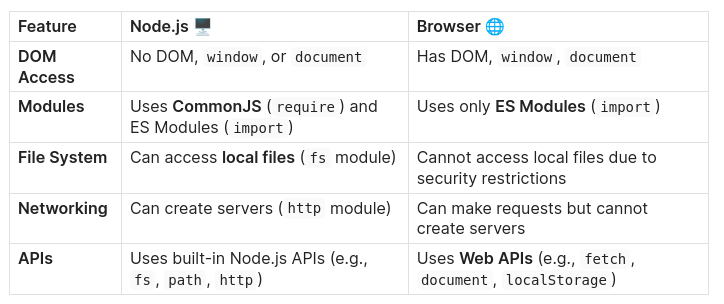 Feature Node.js 🖥️ Browser 🌐
DOM Access No DOM, window, or document Has DOM, window, document
Modules Uses CommonJS (require) and Uses only ES Modules (import)
ES Modules (import)
File System Can access local files (fs module) Cannot access local files due to
security restrictions
Networking Can create servers (http module) Can make requests but cannot
create servers
APIs Uses built-in Node.js APIs (e.g., Uses Web APIs (e.g., fetch,
fs, path, http) document, localStorage)